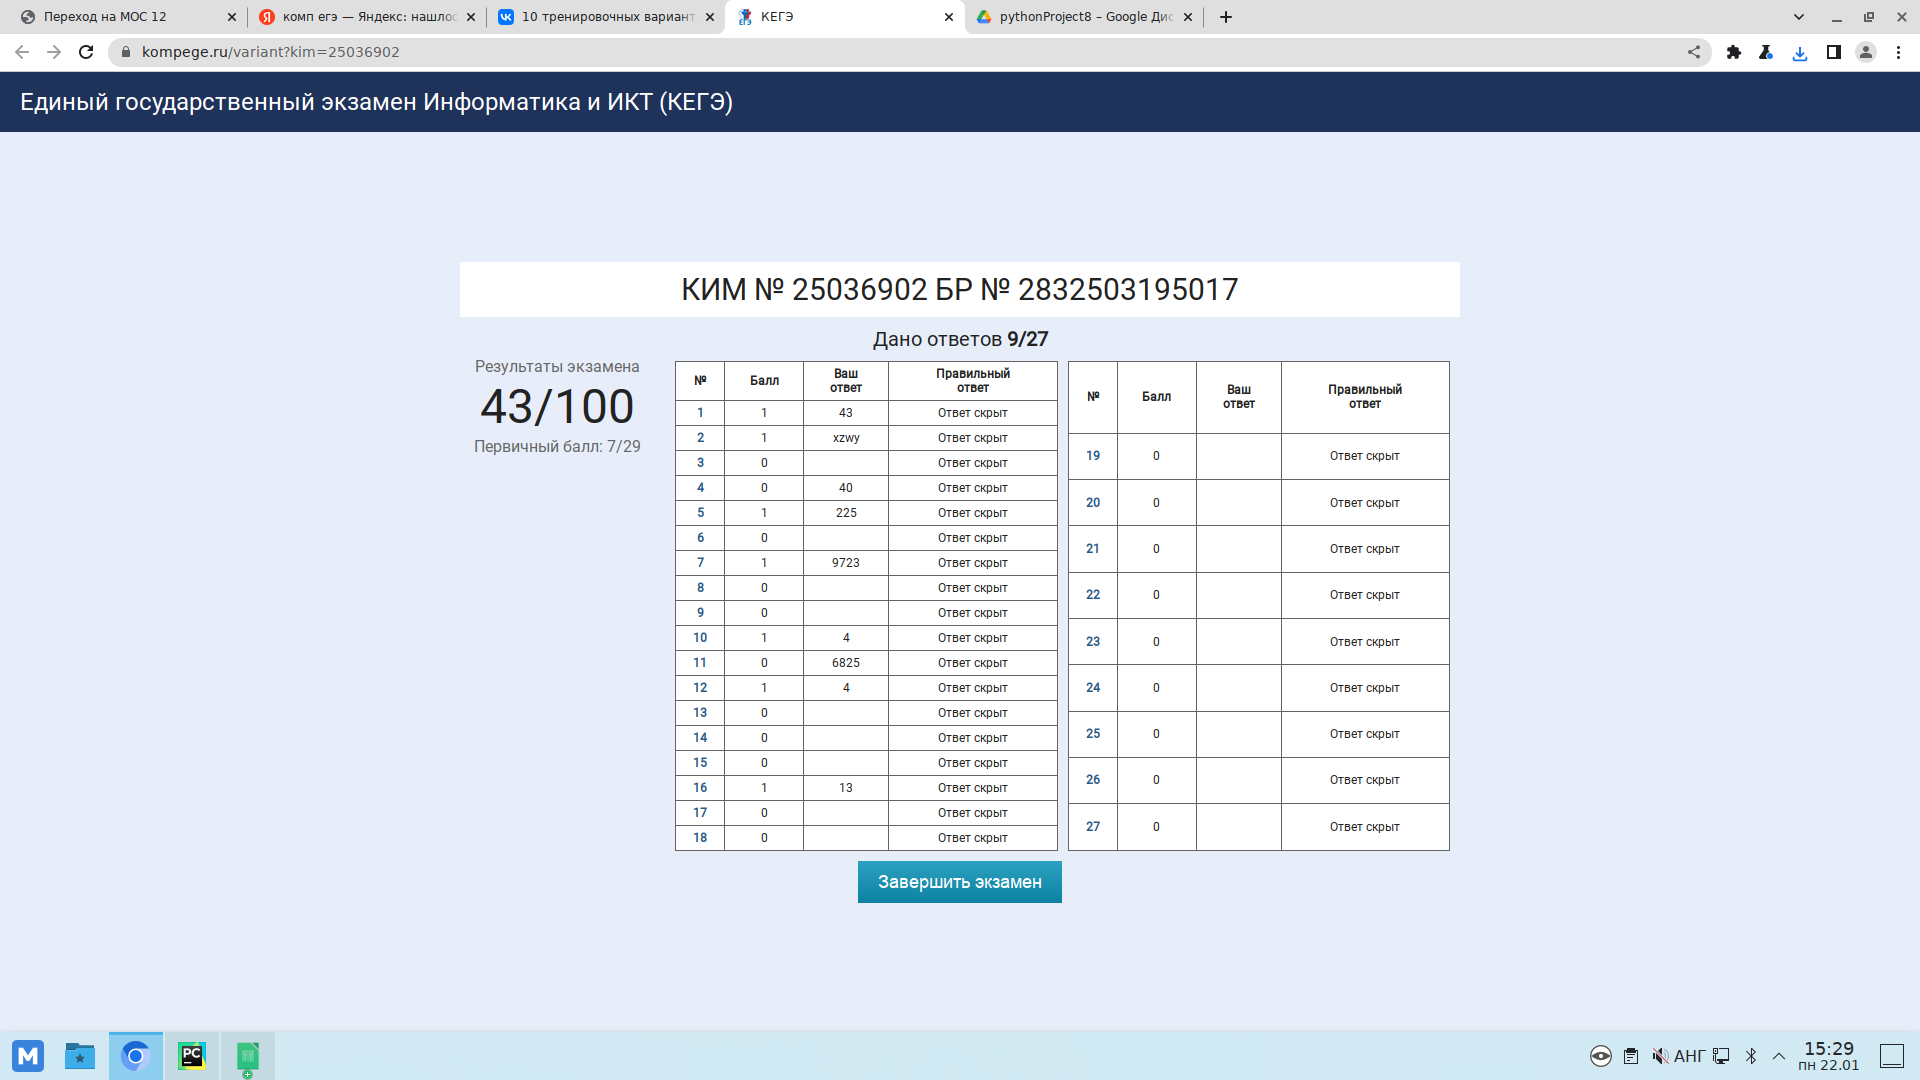 Переход на МОС 12
комп егэ — Яндекс: нашлос
10 тренировочных вариант
КЕГЭ
pythonProject8 – Google Дис
kompege.ru/variant?kim=25036902
Единый государственный экзамен Информатика и ИКТ (КЕГЭ)
КИМ № 25036902 БР № 2832503195017
Дано ответов 9/27
Результаты экзамена
43/100
Первичный балл: 7/29
№ Балл Ваш ответ Правильный ответ
1 1 43 Ответ скрыт
2 1 xzwy Ответ скрыт
3 0 Ответ скрыт
4 0 40 Ответ скрыт
5 1 225 Ответ скрыт
6 0 Ответ скрыт
7 1 9723 Ответ скрыт
8 0 Ответ скрыт
9 0 Ответ скрыт
10 1 4 Ответ скрыт
11 0 6825 Ответ скрыт
12 1 4 Ответ скрыт
13 0 Ответ скрыт
14 0 Ответ скрыт
15 0 Ответ скрыт
16 1 13 Ответ скрыт
17 0 Ответ скрыт
18 0 Ответ скрыт
№ Балл Ваш ответ Правильный ответ
19 0 Ответ скрыт
20 0 Ответ скрыт
21 0 Ответ скрыт
22 0 Ответ скрыт
23 0 Ответ скрыт
24 0 Ответ скрыт
25 0 Ответ скрыт
26 0 Ответ скрыт
27 0 Ответ скрыт
Завершить экзамен
M
PC
АНГ
15:29
пн 22.01